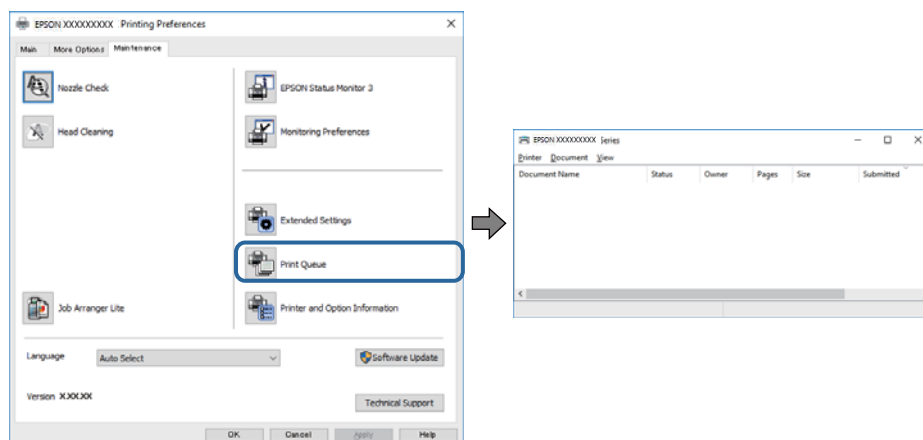 EPSON XXXXXXXXX Printing Preferences
Main More Options Maintenance
Nozzle Check
EPSON Status Monitor 3
Head Cleaning
Monitoring Preferences
Extended Settings
Print Queue
Job Arranger Lite
Printer and Option Information
Language Auto Select
Software Update
Version X.XX.XX
Technical Support
OK Cancel Apply Help
EPSON XXXXXXXXX Series
Printer Document View
Document Name Status Owner Pages Size Submitted